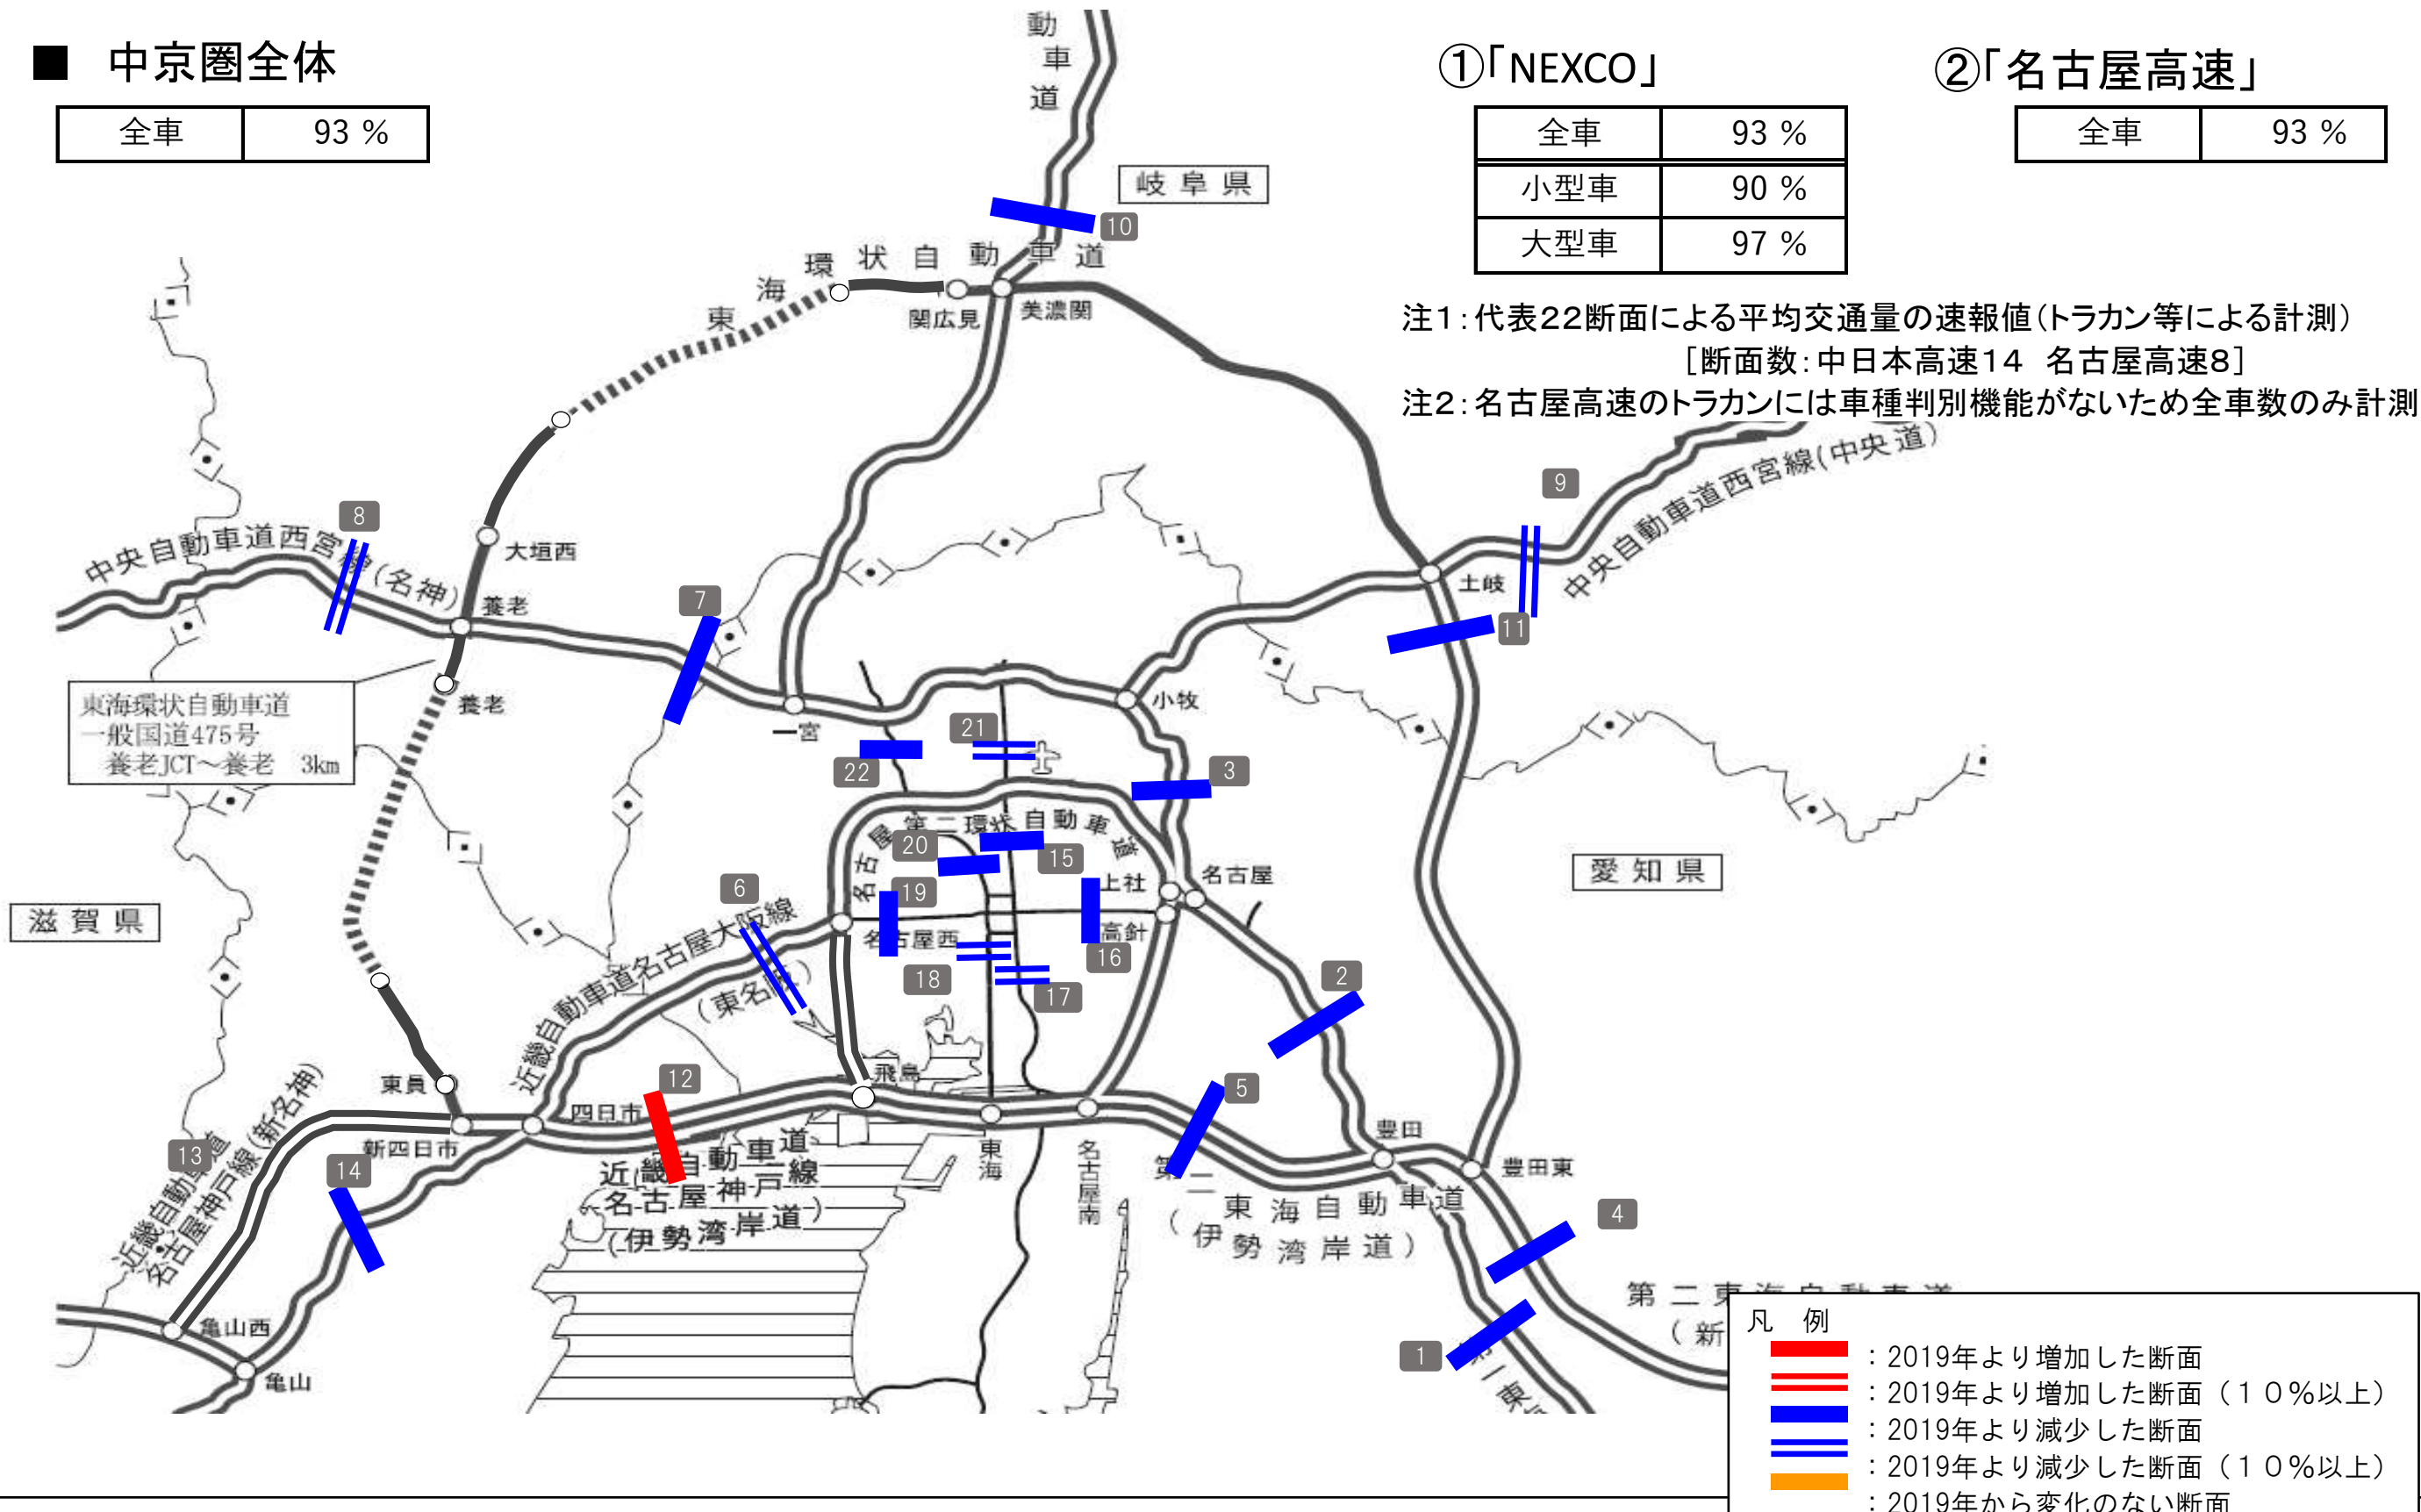 ■ 中京圏全体
全車 93 %
①「NEXCO」
全車 93 %
小型車 90 %
大型車 97 %
②「名古屋高速」
全車 93 %
注1：代表22断面による平均交通量の速報値（トラカン等による計測）
［断面数：中日本高速14　名古屋高速8］
注2：名古屋高速のトラカンには車種判別機能がないため全車数のみ計測
動車道
岐阜県
10
東海環状自動車道
関広見
美濃関
9
中央自動車道西宮線(中央道)
8
中央自動車道西宮線(名神)
大垣西
養老
土岐
11
7
養老
東海環状自動車道
一般国道475号
養老JCT～養老　3km
一宮
小牧
21
22
3
名古屋第二環状自動車道
20
15
19
上社
名古屋
愛知県
6
滋賀県
名古屋西
高針
16
18
17
2
近畿自動車道名古屋大阪線
(東名阪)
飛島
東員
12
5
四日市
新四日市
東海
名古屋南
豊田
豊田東
13
14
近畿自動車道
名古屋神戸線(新名神)
近畿自動車道
名古屋神戸線
(伊勢湾岸道)
第二東海自動車道
(伊勢湾岸道)
4
亀山西
亀山
1
第一東
第二東海自動車道
(新
凡　例
：2019年より増加した断面
：2019年より増加した断面（１０%以上）
：2019年より減少した断面
：2019年より減少した断面（１０%以上）
：2019年から変化のない断面